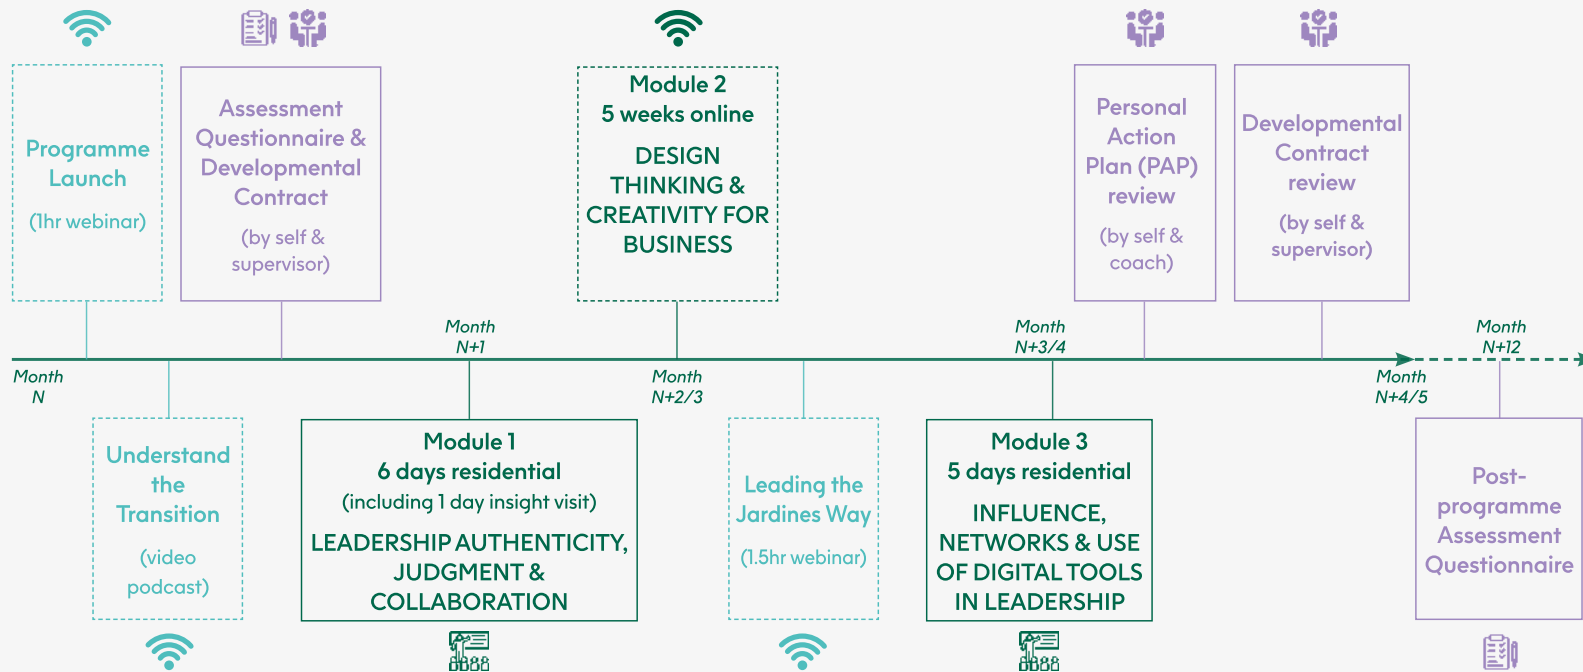 Programme
Launch
(1hr webinar)
Assessment
Questionnaire &
Developmental
Contract
(by self &
supervisor)
Module 2
5 weeks online
DESIGN
THINKING &
CREATIVITY FOR
BUSINESS
Personal
Action
Plan (PAP)
review
(by self &
coach)
Developmental
Contract
review
(by self &
supervisor)
Month
N+1
Month
N+3/4
Month
N+12
Month
N
Month
N+2/3
Month
N+4/5
Understand
the
Transition
(video
podcast)
Module 1
6 days residential
(including 1 day insight visit)
LEADERSHIP AUTHENTICITY,
JUDGMENT &
COLLABORATION
Leading the
Jardines Way
(1.5hr webinar)
Module 3
5 days residential
INFLUENCE,
NETWORKS & USE
OF DIGITAL TOOLS
IN LEADERSHIP
Post-
programme
Assessment
Questionnaire